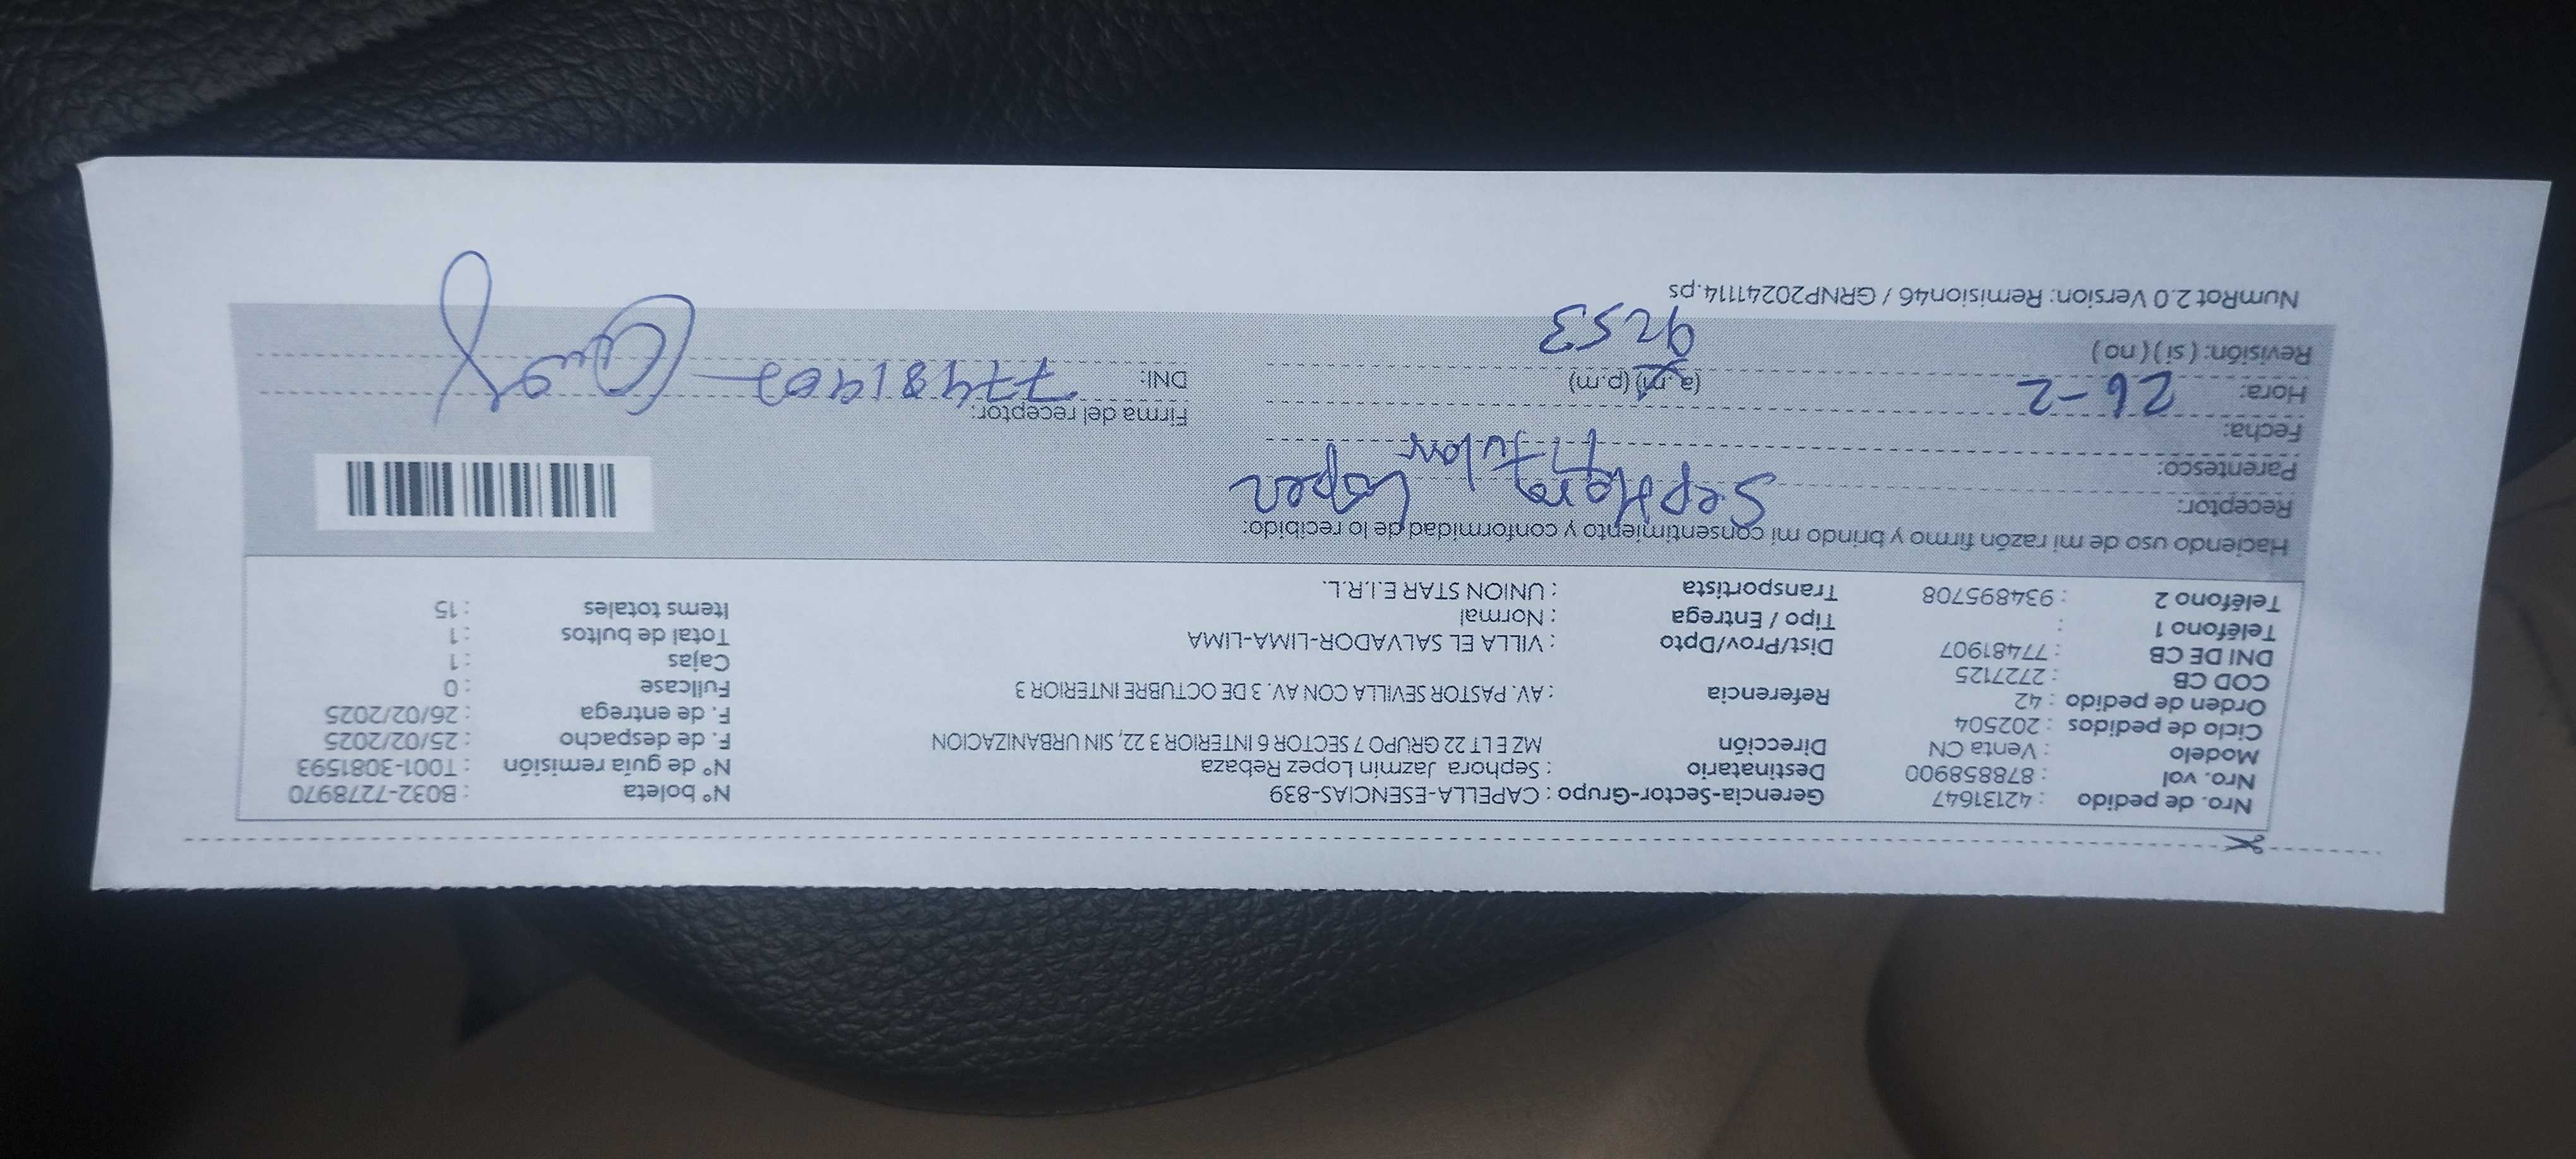 Nro. de pedido : 42131647 Gerencia-Sector-Grupo : CAPELLA-ESENCIAS-839 N° boleta : B032-7278970
Nro. vol : 878858900 Destinatario : Sephora Jazmin Lopez Rebaza N° de guía remisión : T001-3081593
Modelo : Venta CN Dirección MZ E LT 22 GRUPO 7 SECTOR 6 INTERIOR 3 22, SIN URBANIZACION F. de despacho : 25/02/2025
Ciclo de pedidos : 202504 F. de entrega : 26/02/2025
Orden de pedido : 42 Referencia : AV. PASTOR SEVILLA CON AV. 3 DE OCTUBRE INTERIOR 3 Fullcase : 0
COD CB : 2727125 Cajas : 1
DNI DE CB : 77481907 Dist/Prov/Dpto : VILLA EL SALVADOR-LIMA-LIMA Total de bultos : 1
Teléfono 1 : Tipo / Entrega : Normal Items totales : 15
Teléfono 2 : 934895708 Transportista : UNION STAR E.I.R.L.
Haciendo uso de mi razón firmo y brindo mi consentimiento y conformidad de lo recibido:
Receptor: Sephora Lopez
Parentesco: titular
Fecha: 26-2
Firma del receptor:
Hora: (a.m) (p.m) DNI: 77481907
Revisión: ( si ) ( no ) 9253
NumRot 2.0 Version: Remision46 / GRNP20241114.ps